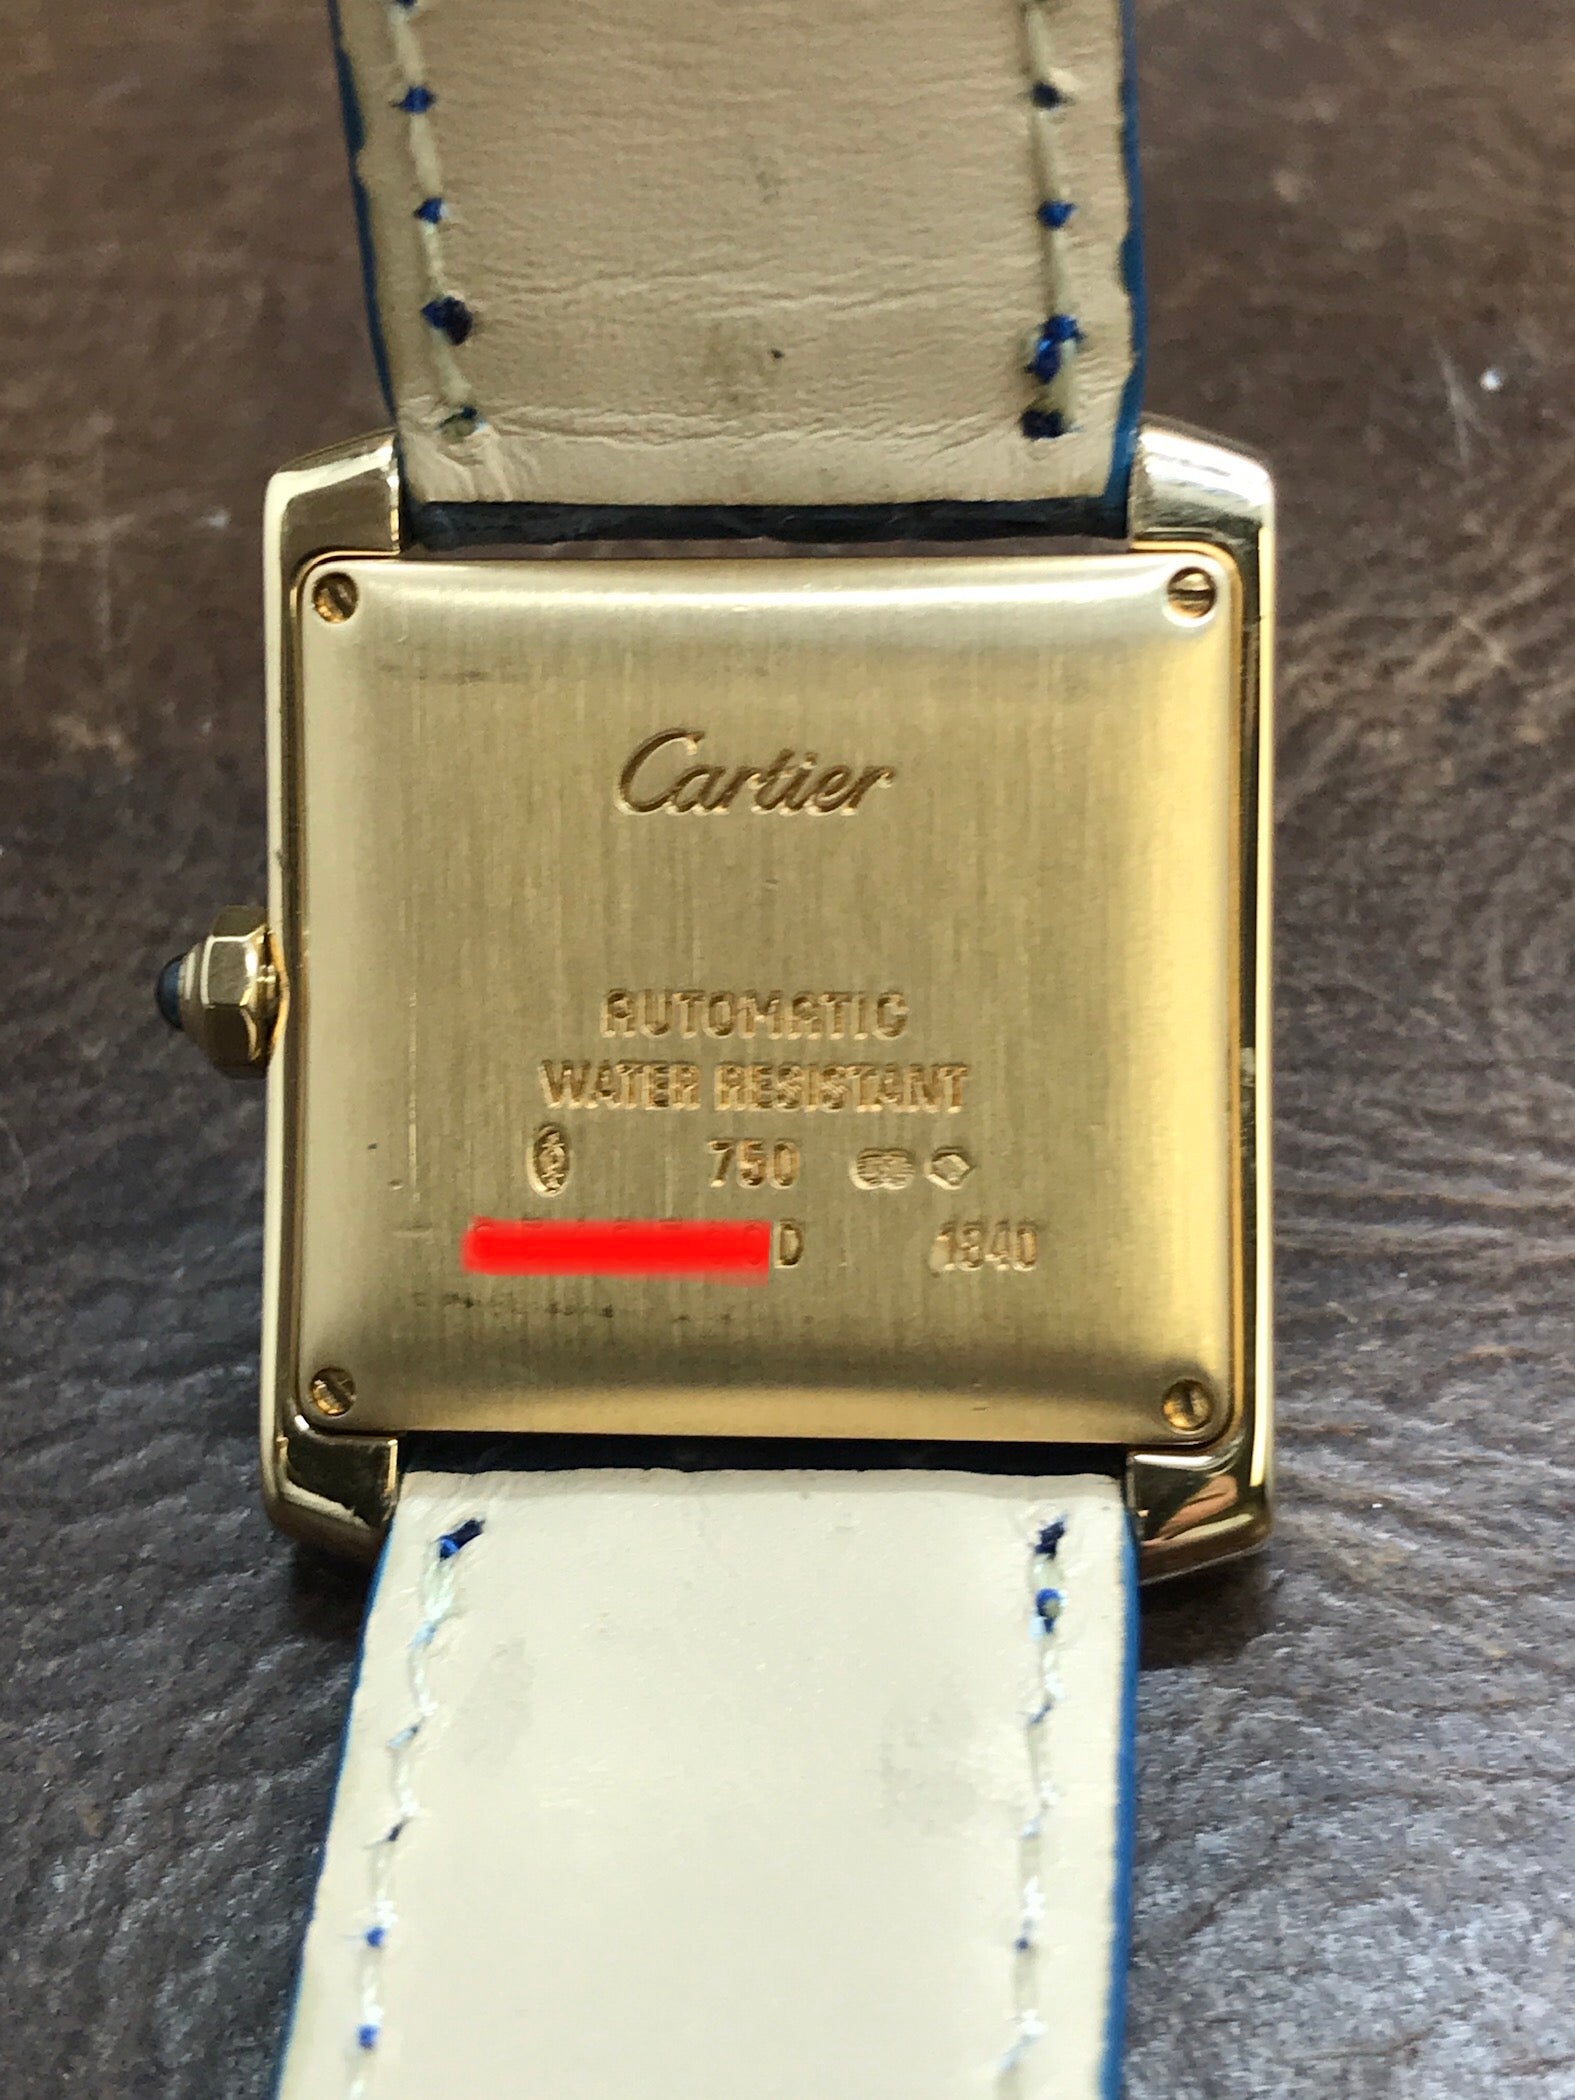 Cartier
AUTOMATIC
WATER RESISTANT
750
D 1840